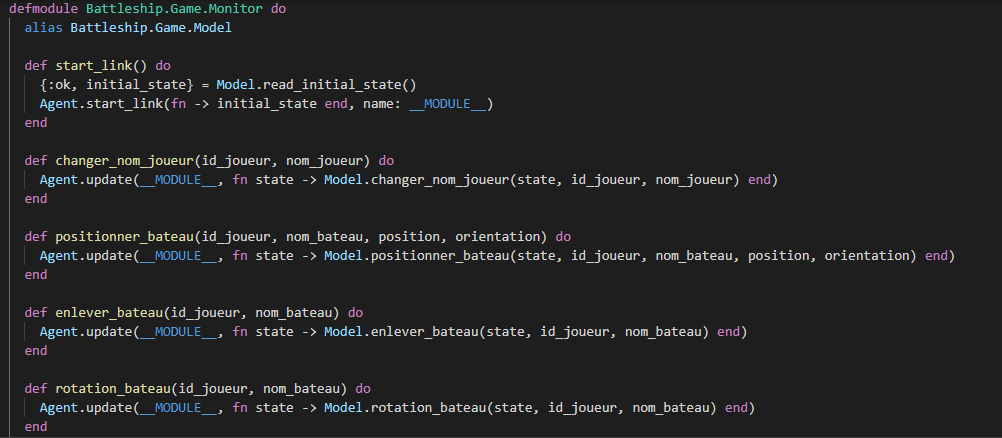 defmodule Battleship.Game.Monitor do
alias Battleship.Game.Model
def start_link() do
{:ok, initial_state} = Model.read_initial_state()
Agent.start_link(fn -> initial_state end, name: __MODULE__)
end
def changer_nom_joueur(id_joueur, nom_joueur) do
Agent.update(__MODULE__, fn state -> Model.changer_nom_joueur(state, id_joueur, nom_joueur) end)
end
def positionner_bateau(id_joueur, nom_bateau, position, orientation) do
Agent.update(__MODULE__, fn state -> Model.positionner_bateau(state, id_joueur, nom_bateau, position, orientation) end)
end
def enlever_bateau(id_joueur, nom_bateau) do
Agent.update(__MODULE__, fn state -> Model.enlever_bateau(state, id_joueur, nom_bateau) end)
end
def rotation_bateau(id_joueur, nom_bateau) do
Agent.update(__MODULE__, fn state -> Model.rotation_bateau(state, id_joueur, nom_bateau) end)
end